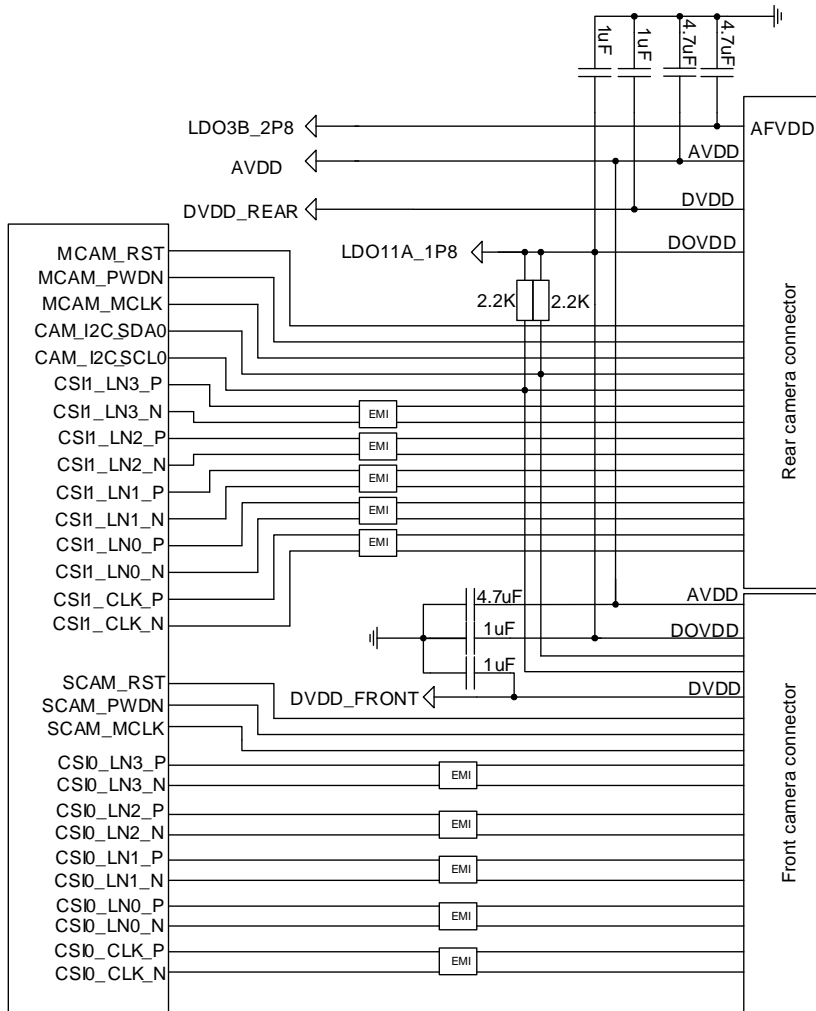 1uF
1uF
4.7uF
4.7uF
LDO3B_2P8
AFVDD
AVDD
AVDD
DVDD_REAR
DVDD
LDO11A_1P8
DOVDD
2.2K
2.2K
Rear camera connector
MCAM_RST
MCAM_PWDN
MCAM_MCLK
CAM_I2C_SDA0
CAM_I2C_SCL0
CSI1_LN3_P
CSI1_LN3_N
CSI1_LN2_P
CSI1_LN2_N
CSI1_LN1_P
CSI1_LN1_N
CSI1_LN0_P
CSI1_LN0_N
CSI1_CLK_P
CSI1_CLK_N
EMI
EMI
EMI
EMI
EMI
4.7uF
AVDD
1uF
DOVDD
1uF
DVDD_FRONT
DVDD
Front camera connector
SCAM_RST
SCAM_PWDN
SCAM_MCLK
CSI0_LN3_P
CSI0_LN3_N
CSI0_LN2_P
CSI0_LN2_N
CSI0_LN1_P
CSI0_LN1_N
CSI0_LN0_P
CSI0_LN0_N
CSI0_CLK_P
CSI0_CLK_N
EMI
EMI
EMI
EMI
EMI